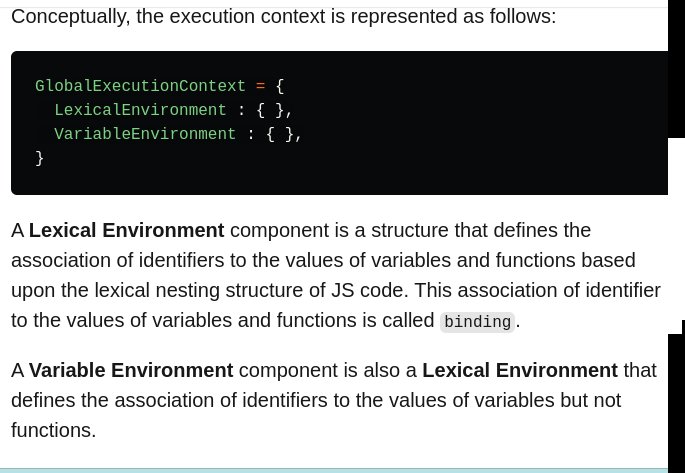 Conceptually, the execution context is represented as follows:
GlobalExecutionContext = {
  LexicalEnvironment : { },
  VariableEnvironment : { },
}
A Lexical Environment component is a structure that defines the
association of identifiers to the values of variables and functions based
upon the lexical nesting structure of JS code. This association of identifier
to the values of variables and functions is called binding.
A Variable Environment component is also a Lexical Environment that
defines the association of identifiers to the values of variables but not
functions.